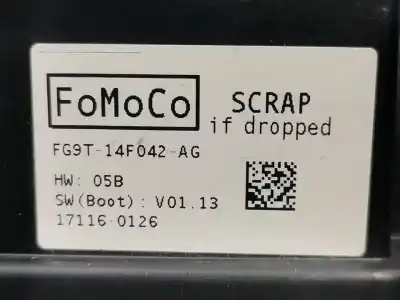 FoMoCo
SCRAP
if dropped
FG9T-14F042-AG
HW: 05B
SW(Boot): V01.13
17116 0126